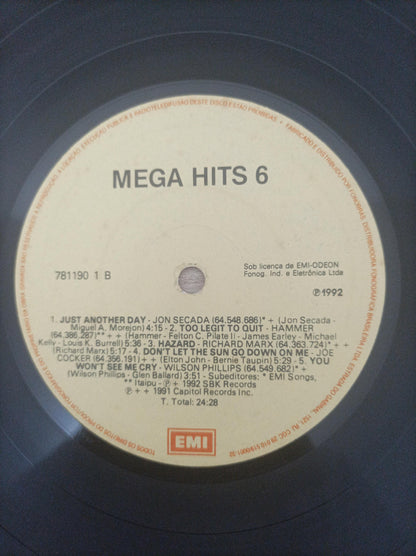 MEGA HITS 6
781190 1 B
Sob licenca de EMI-ODEON
Fonog. Ind. e Eletrônica Ltda
℗1992
1. JUST ANOTHER DAY - JON SECADA (64.548.686)* + (Jon Secada -
Miguel A. Morejon) 4:15 - 2. TOO LEGIT TO QUIT - HAMMER
(64.386.287)** + + (Hammer - Felton C. Pilate II - James Earley - Michael
Kelly - Louis K. Burrell) 5:36 - 3. HAZARD - RICHARD MARX (64.363.724)* + +
(Richard Marx) 5:17 - 4. DON'T LET THE SUN GO DOWN ON ME - JOE
COCKER (64.356.191)+ + (Elton John - Bernie Taupin) 5:29 - 5. YOU
WON'T SEE ME CRY - WILSON PHILLIPS (64.549.682)* +
(Wilson Phillips - Glen Ballard) 3:51 - Subeditores: * EMI Songs,
** Itaipu - ℗ + 1992 SBK Records
℗ + + 1991 Capitol Records Inc.
T. Total: 24:28
EMI